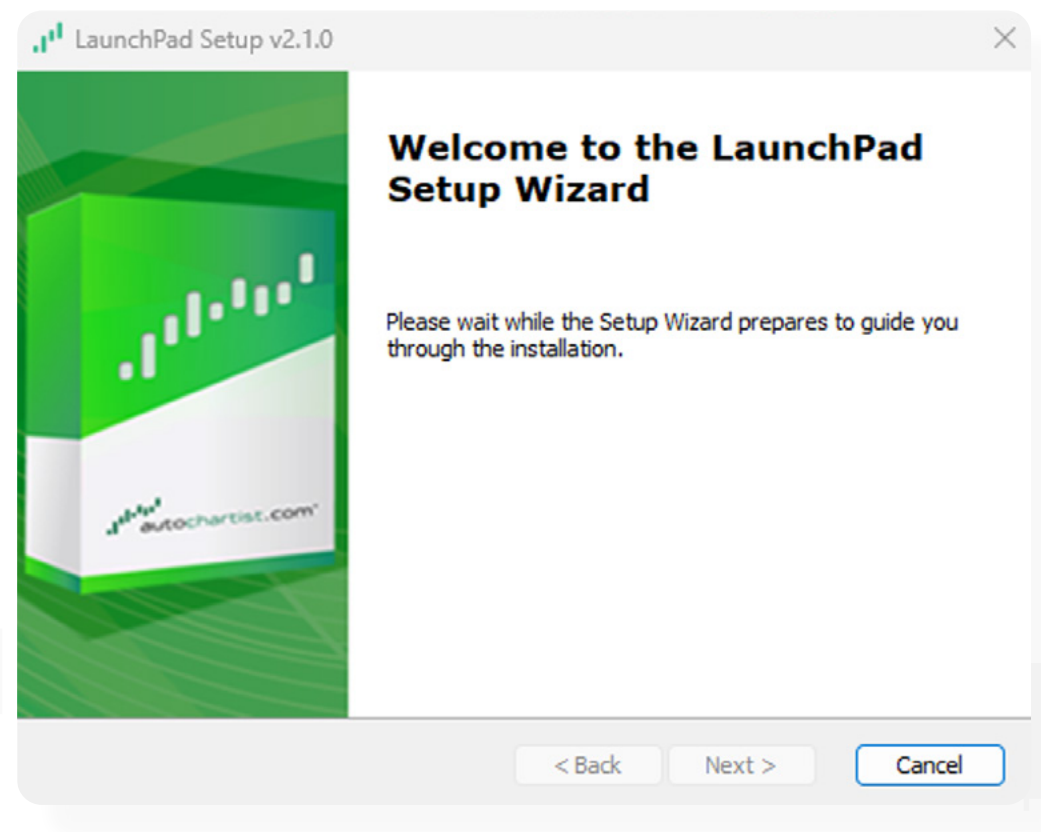 LaunchPad Setup v2.1.0
Welcome to the LaunchPad
Setup Wizard
Please wait while the Setup Wizard prepares to guide you
through the installation.
autochartist.com
< Back
Next >
Cancel